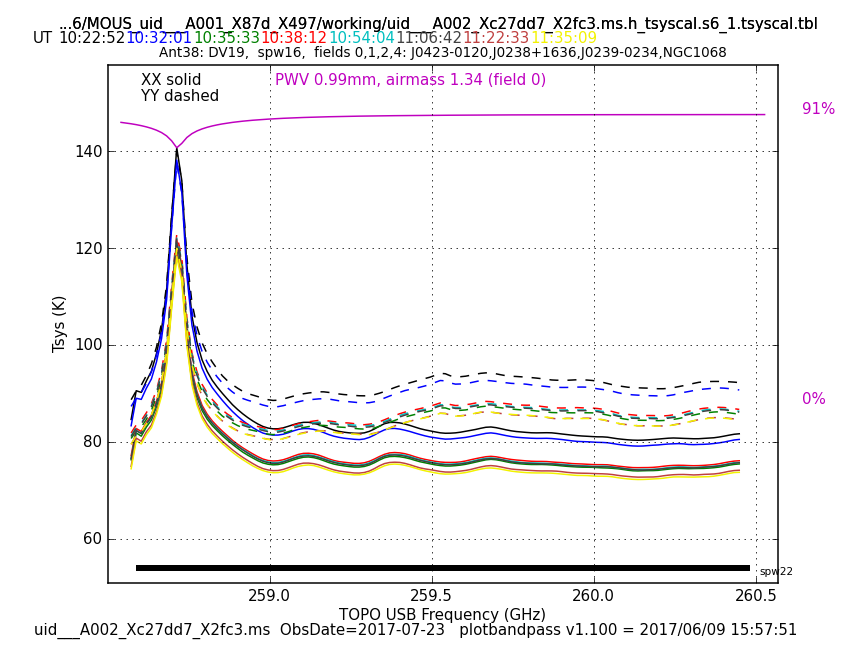 ...6/MOUS_uid___A001_X87d_X497/working/uid___A002_Xc27dd7_X2fc3.ms.h_tsyscal.s6_1.tsyscal.tbl
UT 10:22:52 10:32:01 10:35:33 10:38:12 10:54:04 11:06:42 11:22:33 11:35:09
Ant38: DV19,  spw16,  fields 0,1,2,4: J0423-0120,J0238+1636,J0239-0234,NGC1068
XX solid
PWV 0.99mm, airmass 1.34 (field 0)
YY dashed
91%
140
120
Tsys (K)
100
0%
80
60
spw22
259.0 259.5 260.0 260.5
TOPO USB Frequency (GHz)
uid___A002_Xc27dd7_X2fc3.ms  ObsDate=2017-07-23   plotbandpass v1.100 = 2017/06/09 15:57:51